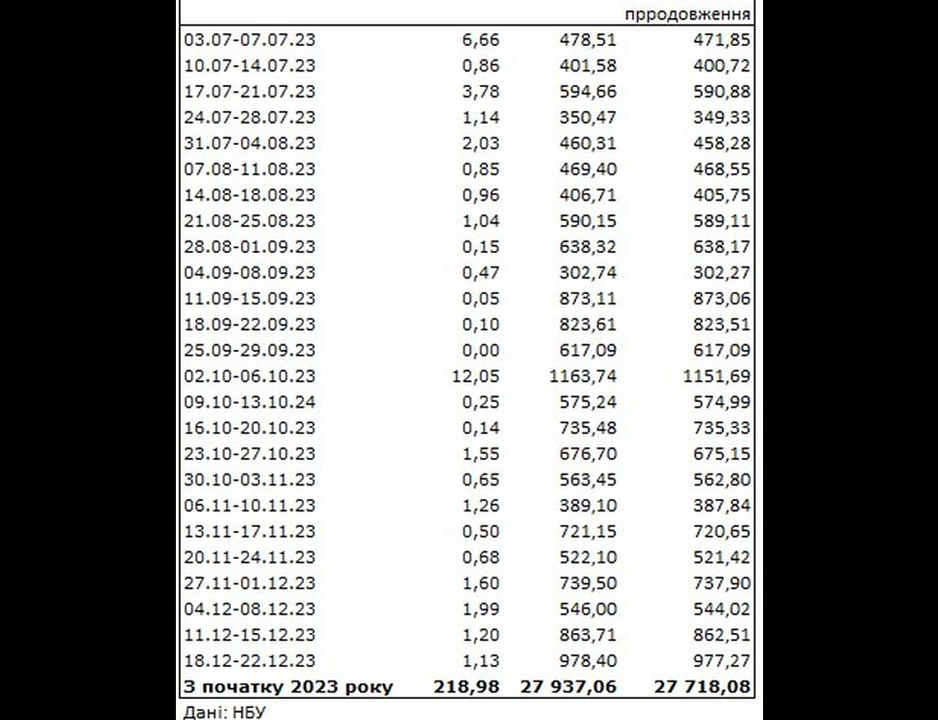 прродовження
03.07-07.07.23 6,66 478,51 471,85
10.07-14.07.23 0,86 401,58 400,72
17.07-21.07.23 3,78 594,66 590,88
24.07-28.07.23 1,14 350,47 349,33
31.07-04.08.23 2,03 460,31 458,28
07.08-11.08.23 0,85 469,40 468,55
14.08-18.08.23 0,96 406,71 405,75
21.08-25.08.23 1,04 590,15 589,11
28.08-01.09.23 0,15 638,32 638,17
04.09-08.09.23 0,47 302,74 302,27
11.09-15.09.23 0,05 873,11 873,06
18.09-22.09.23 0,10 823,61 823,51
25.09-29.09.23 0,00 617,09 617,09
02.10-06.10.23 12,05 1163,74 1151,69
09.10-13.10.24 0,25 575,24 574,99
16.10-20.10.23 0,14 735,48 735,33
23.10-27.10.23 1,55 676,70 675,15
30.10-03.11.23 0,65 563,45 562,80
06.11-10.11.23 1,26 389,10 387,84
13.11-17.11.23 0,50 721,15 720,65
20.11-24.11.23 0,68 522,10 521,42
27.11-01.12.23 1,60 739,50 737,90
04.12-08.12.23 1,99 546,00 544,02
11.12-15.12.23 1,20 863,71 862,51
18.12-22.12.23 1,13 978,40 977,27
З початку 2023 року 218,98 27 937,06 27 718,08
Дані: НБУ